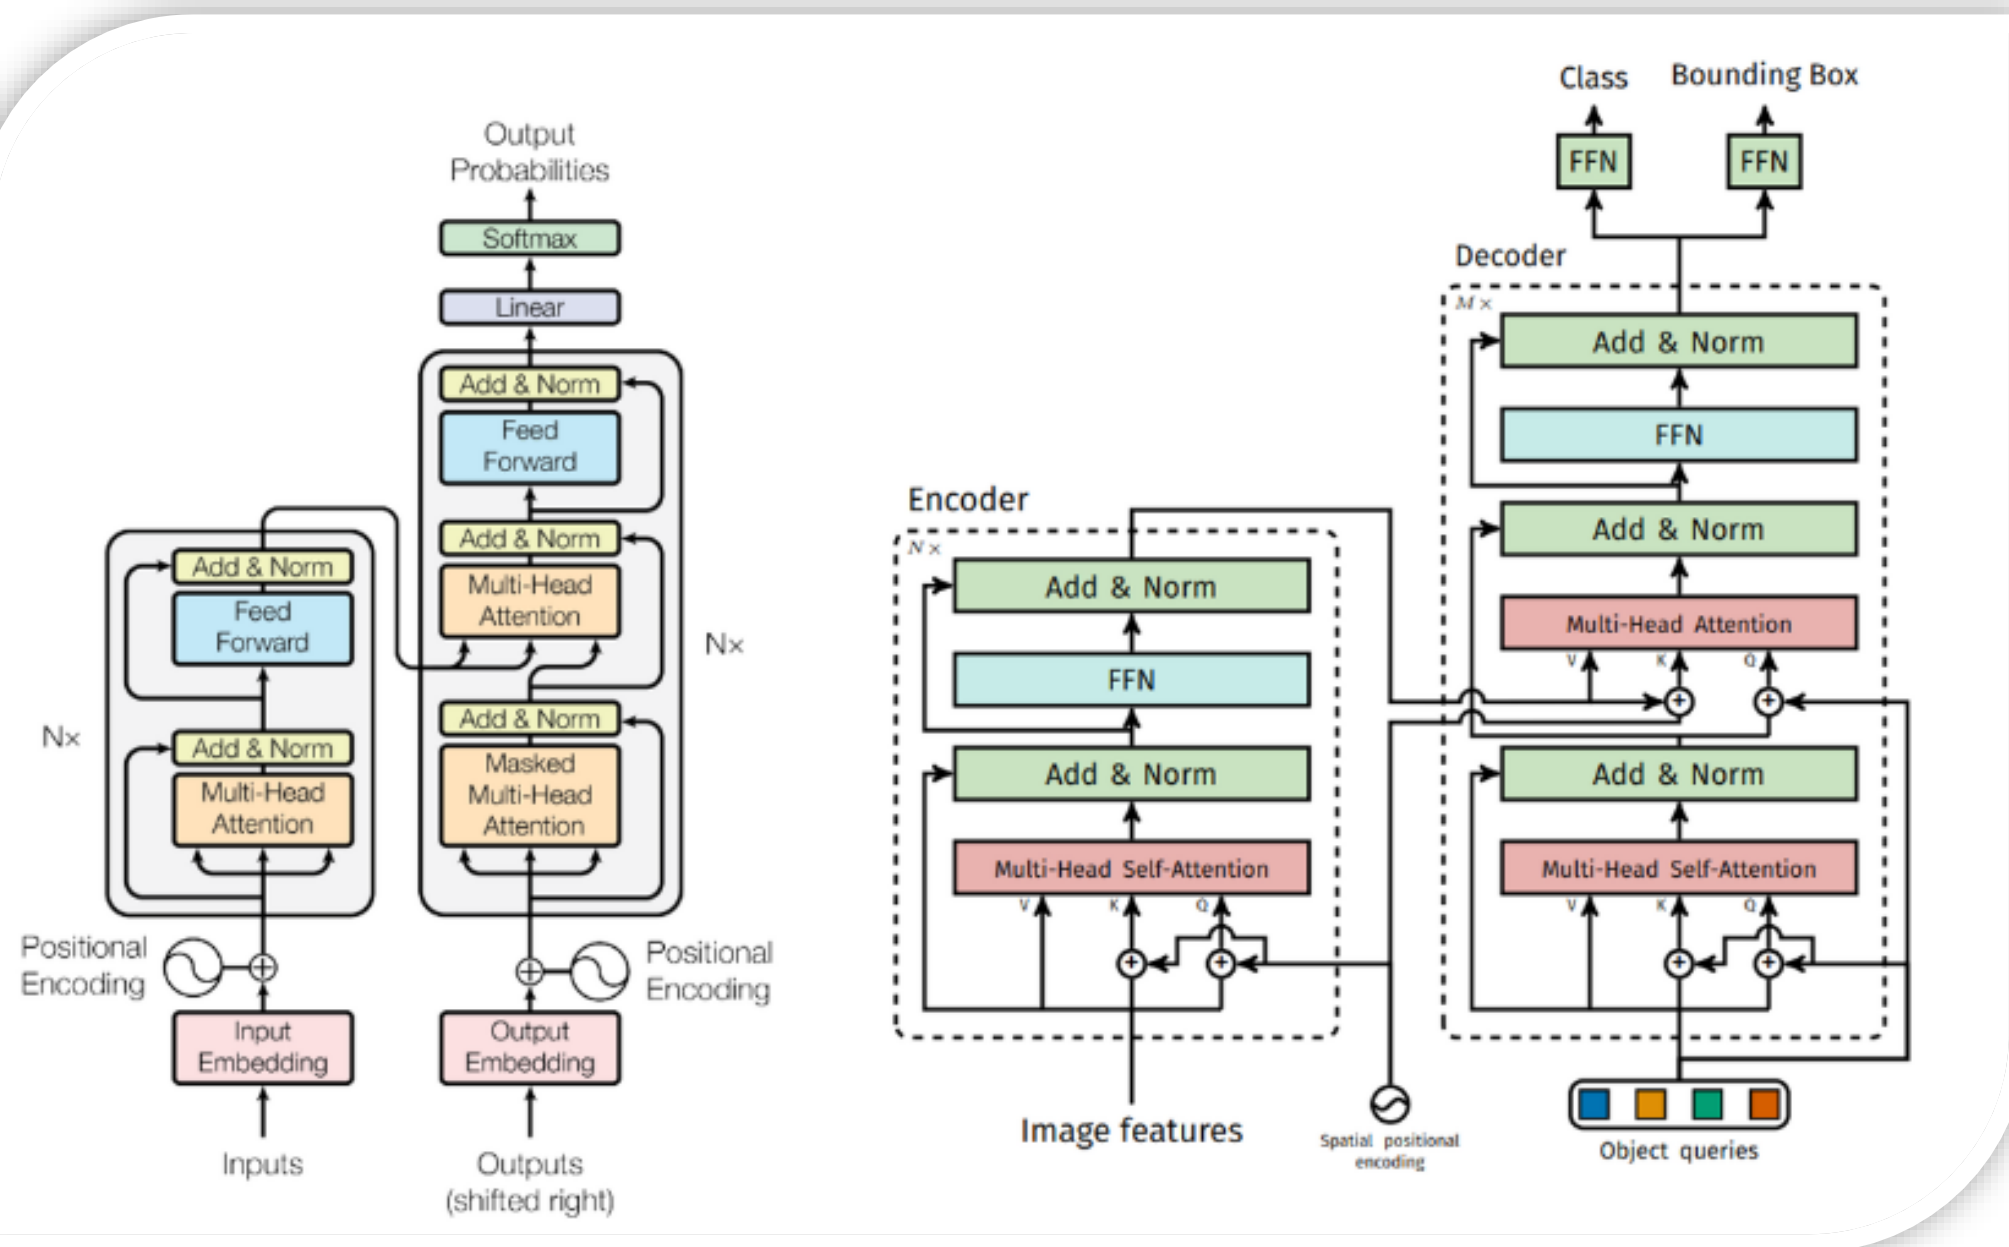 Output
Probabilities
Softmax
Linear
Add & Norm
Feed
Forward
Add & Norm
Multi-Head
Attention
Nx
Add & Norm
Masked
Multi-Head
Attention
Positional
Encoding
Output
Embedding
Outputs
(shifted right)
Add & Norm
Feed
Forward
Nx
Add & Norm
Multi-Head
Attention
Positional
Encoding
Input
Embedding
Inputs
Encoder
N×
Add & Norm
FFN
Add & Norm
Multi-Head Self-Attention
V K Q
Image features
Spatial positional
encoding
Class
Bounding Box
FFN
FFN
Decoder
M×
Add & Norm
FFN
Add & Norm
Multi-Head Attention
V K Q
Add & Norm
Multi-Head Self-Attention
V K Q
Object queries